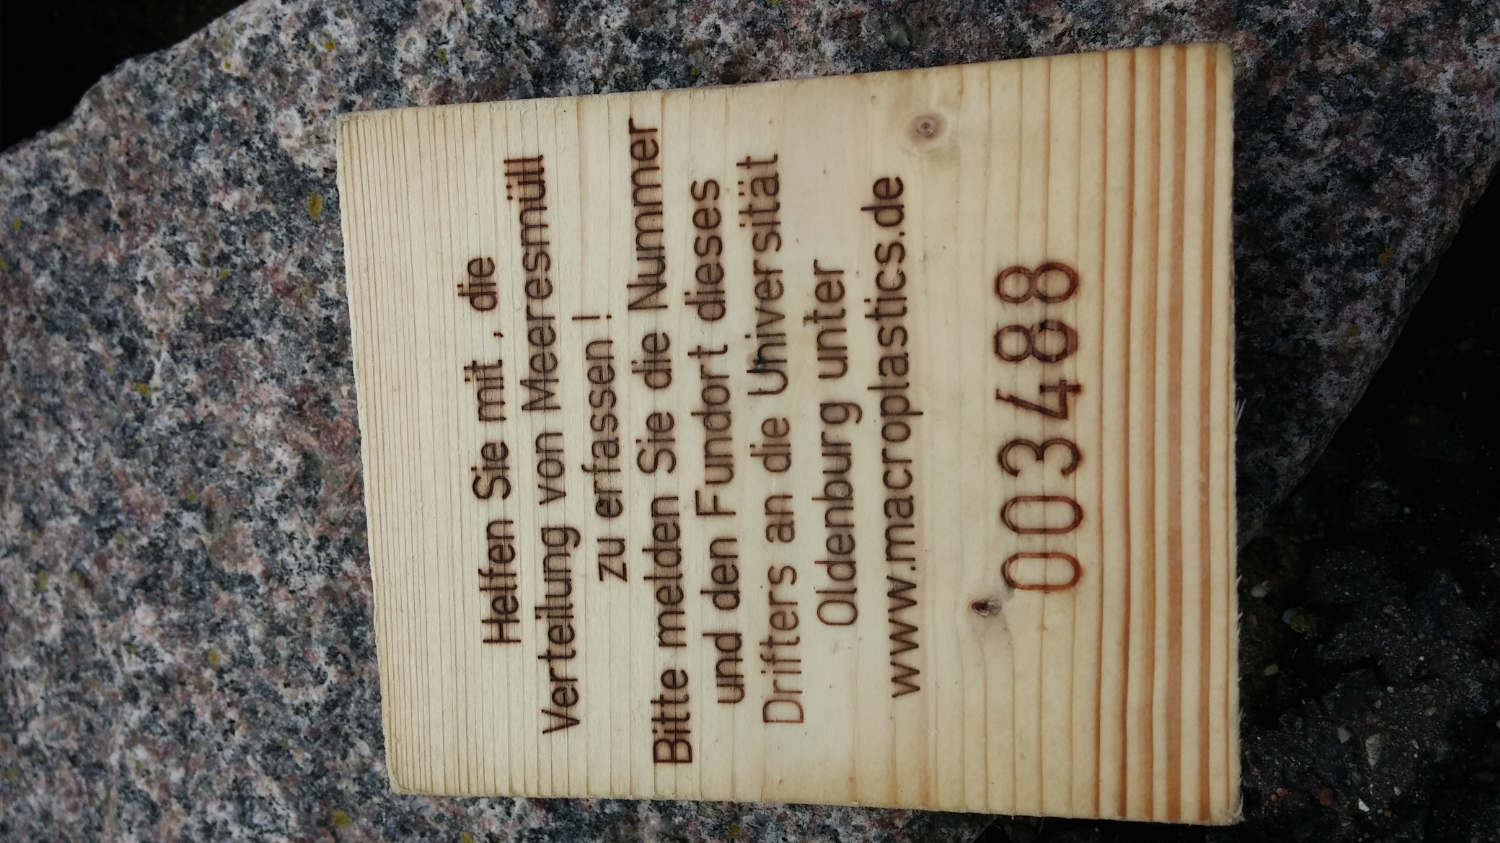 Helfen Sie mit , die
Verteilung von Meeresmüll
zu erfassen !
Bitte melden Sie die Nummer
und den Fundort dieses
Drifters an die Universität
Oldenburg unter
www.macroplastics.de
003488